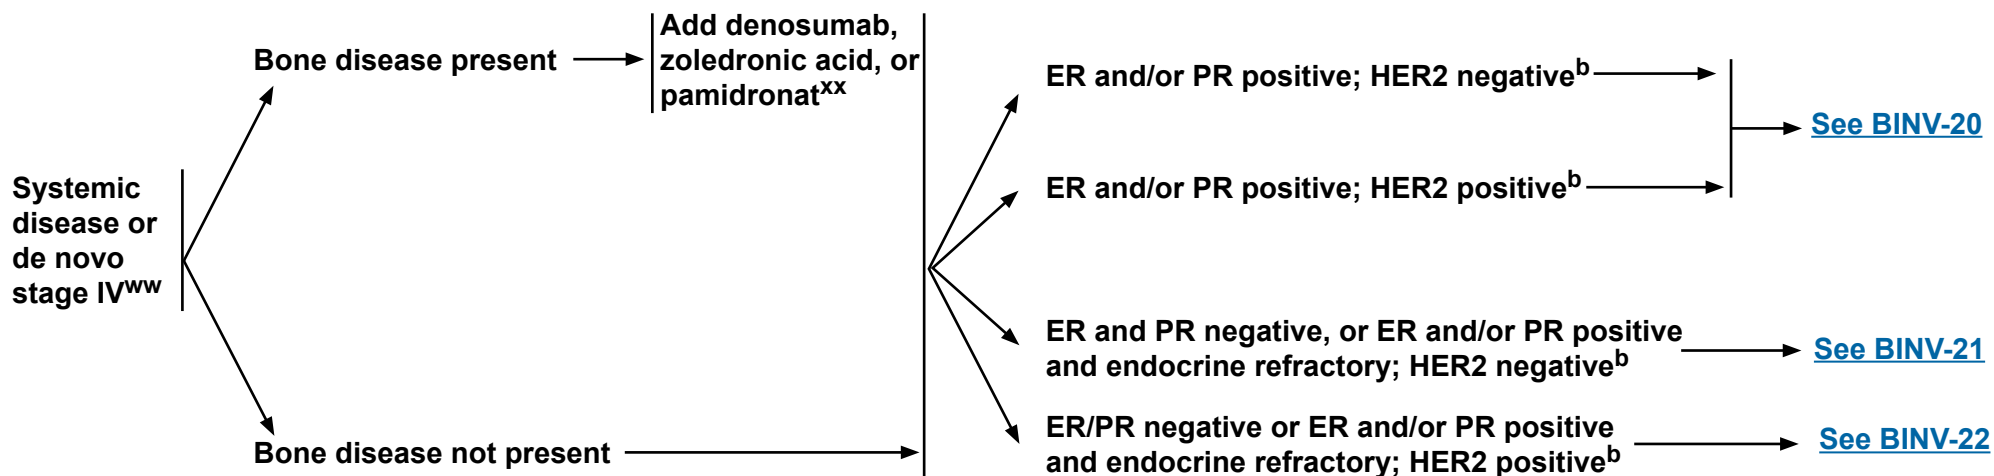 Systemic
disease or
de novo
stage IVww
Bone disease present
Add denosumab,
zoledronic acid, or
pamidronatxx
Bone disease not present
ER and/or PR positive; HER2 negativeb
ER and/or PR positive; HER2 positiveb
See BINV-20
ER and PR negative, or ER and/or PR positive
and endocrine refractory; HER2 negativeb
See BINV-21
ER/PR negative or ER and/or PR positive
and endocrine refractory; HER2 positiveb
See BINV-22